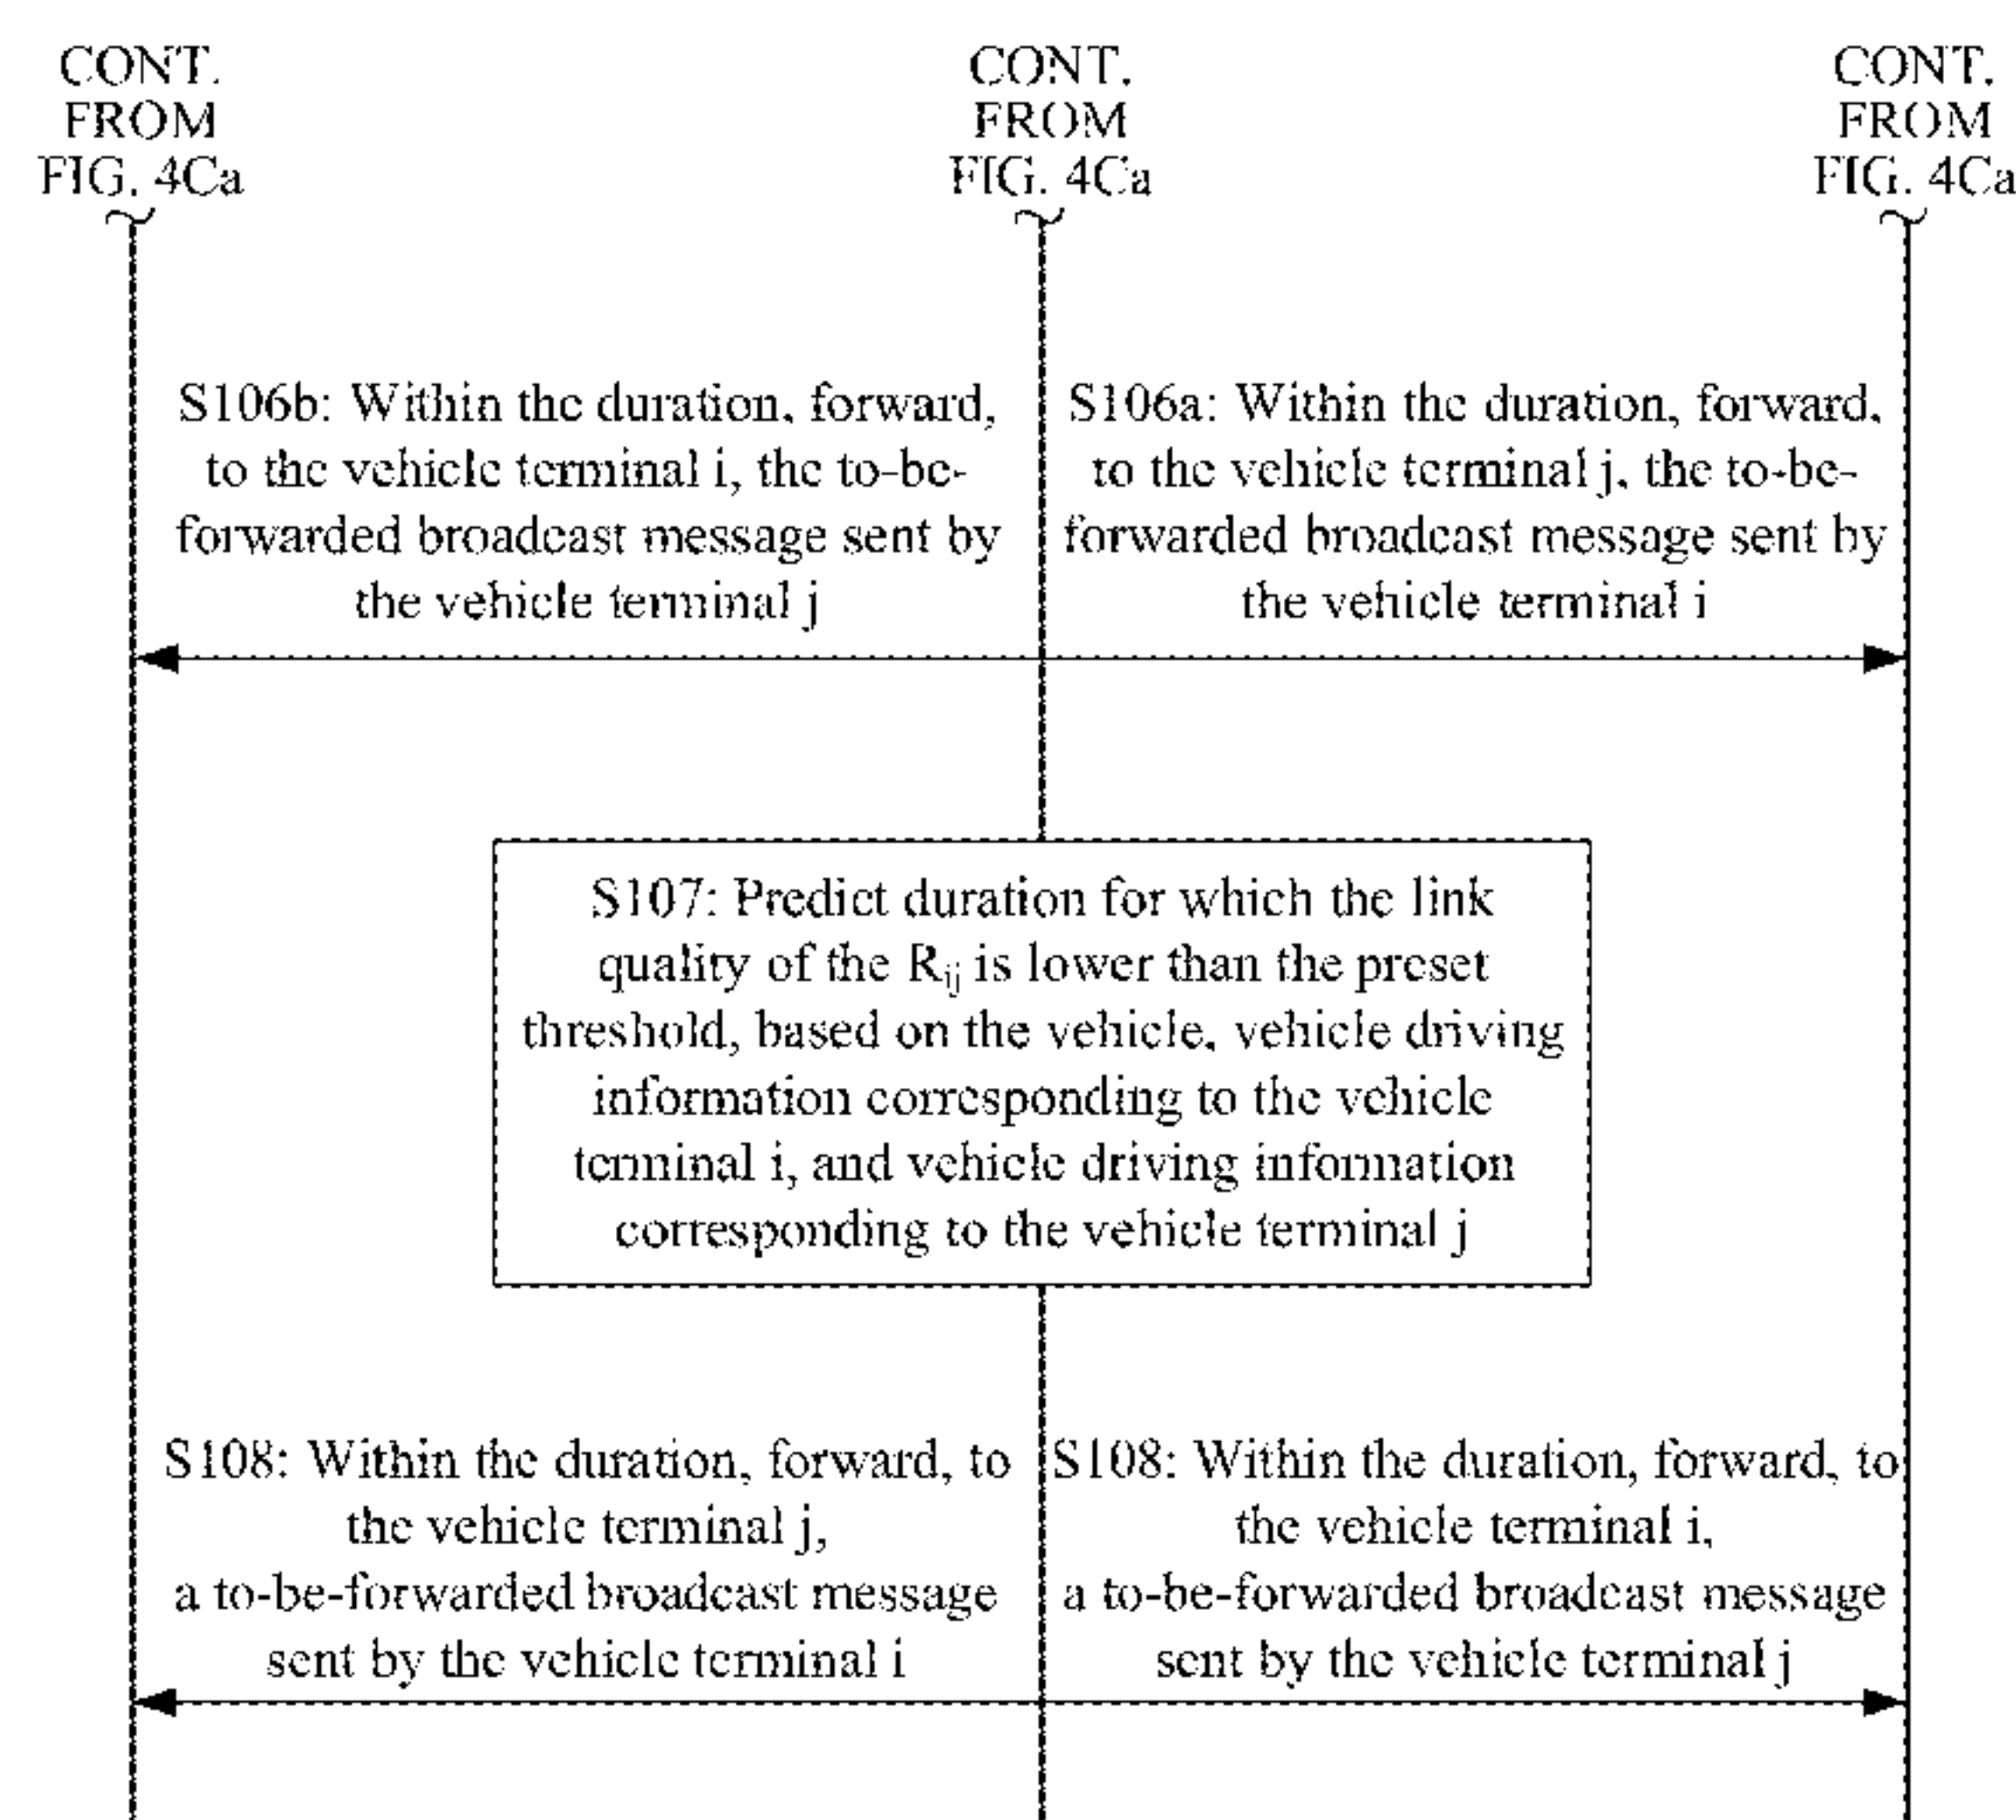 CONT.
FROM
FIG. 4Ca
CONT.
FROM
FIG. 4Ca
CONT.
FROM
FIG. 4Ca
S106b: Within the duration, forward,
to the vehicle terminal i, the to-be-
forwarded broadcast message sent by
the vehicle terminal j
S106a: Within the duration, forward,
to the vehicle terminal j, the to-be-
forwarded broadcast message sent by
the vehicle terminal i
S107: Predict duration for which the link
quality of the Rij is lower than the preset
threshold, based on the vehicle, vehicle driving
information corresponding to the vehicle
terminal i, and vehicle driving information
corresponding to the vehicle terminal j
S108: Within the duration, forward, to
the vehicle terminal j,
a to-be-forwarded broadcast message
sent by the vehicle terminal i
S108: Within the duration, forward, to
the vehicle terminal i,
a to-be-forwarded broadcast message
sent by the vehicle terminal j